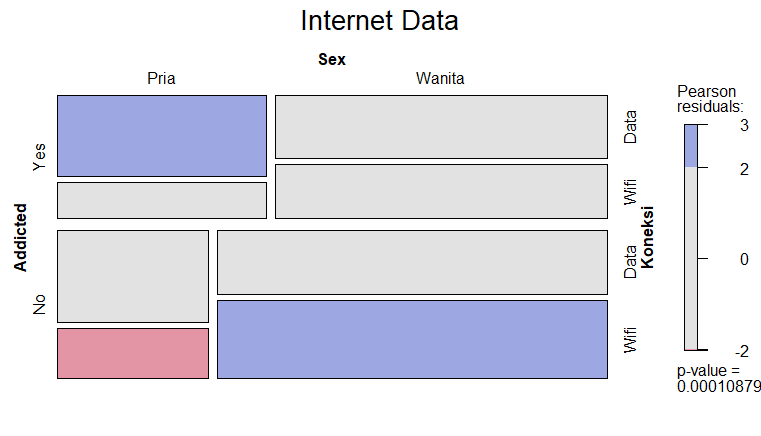 Internet Data
Sex
Pria
Wanita
Addicted
Yes
No
Data
Wifi
Data
Wifi
Koneksi
Pearson
residuals:
3
2
0
-2
p-value =
0.00010879